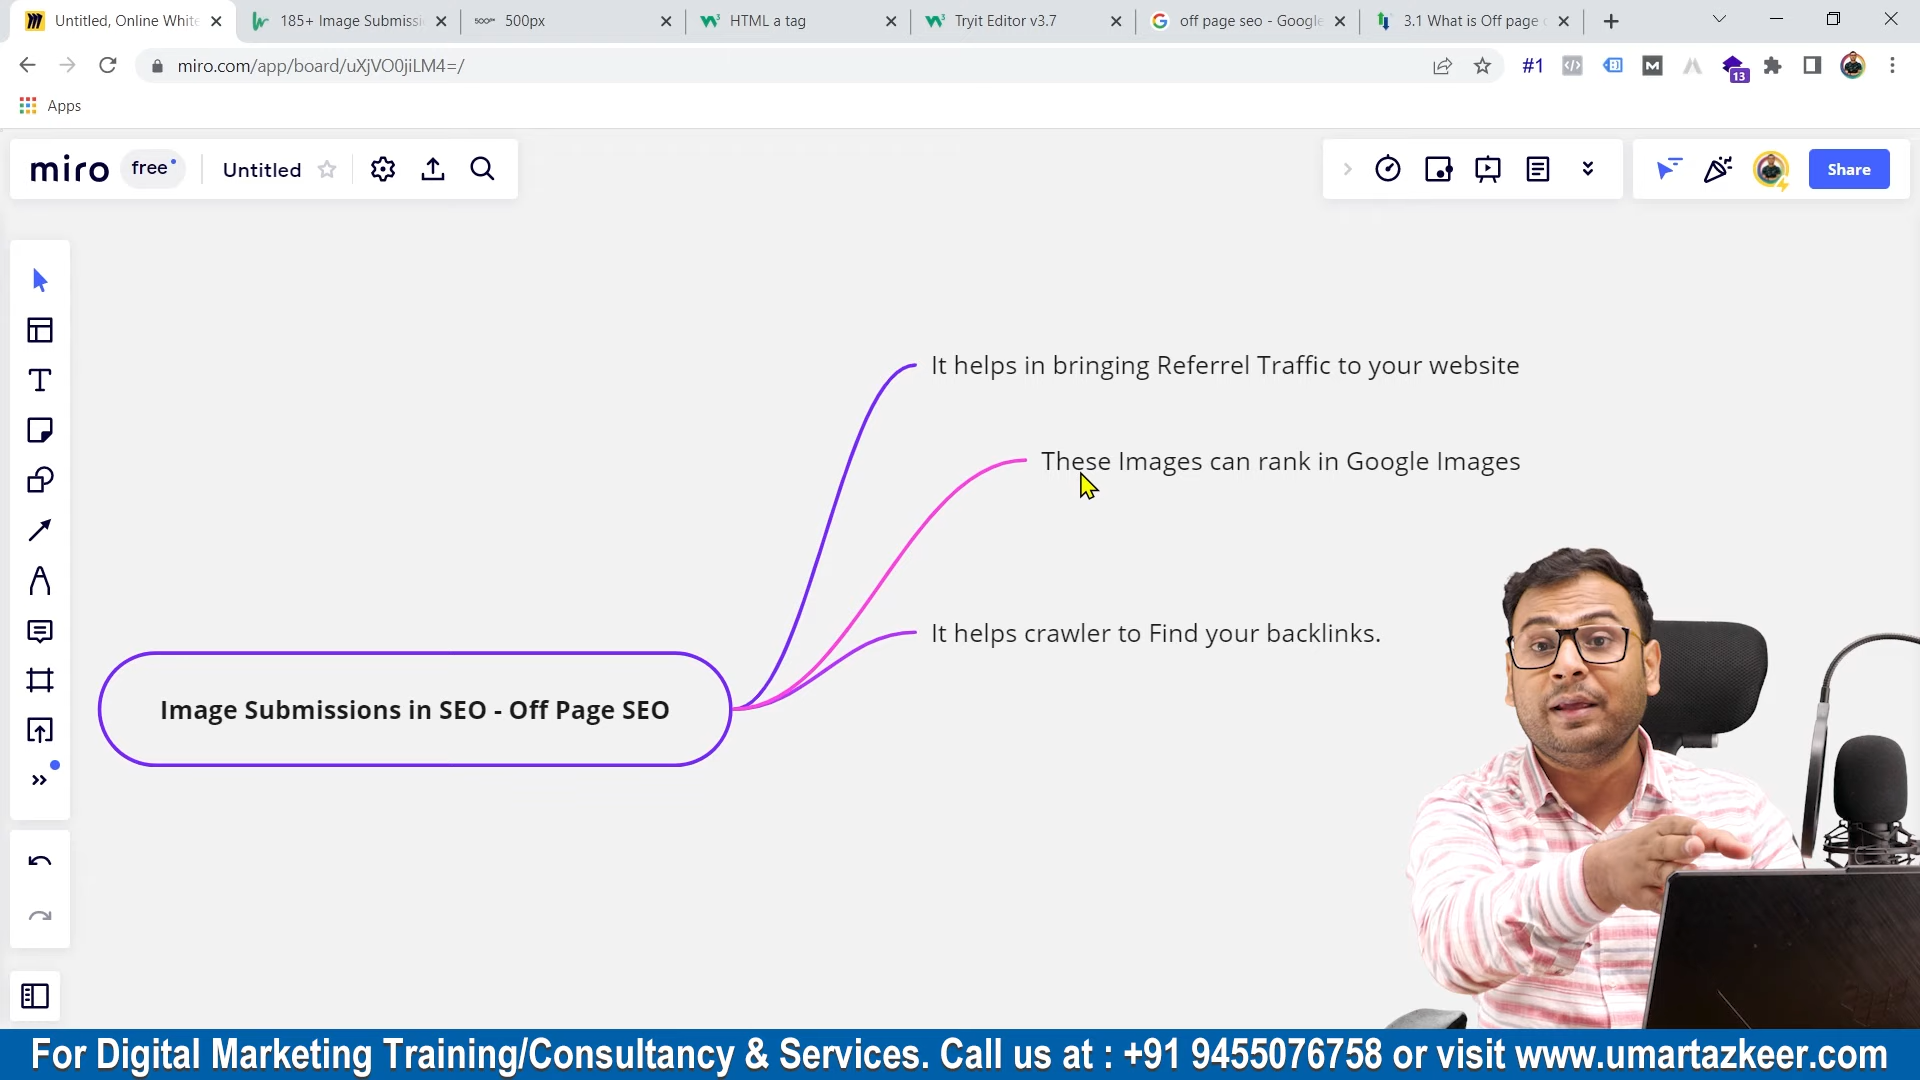 Untitled, Online White
185+ Image Submissi
500px
500px
HTML a tag
Tryit Editor v3.7
off page seo - Google
3.1 What is Off page
miro.com/app/board/uXjVO0jiLM4=/
#1
M
13
Apps
miro
free
Untitled
Share
It helps in bringing Referrel Traffic to your website
These Images can rank in Google Images
It helps crawler to Find your backlinks.
Image Submissions in SEO - Off Page SEO
For Digital Marketing Training/Consultancy & Services. Call us at : +91 9455076758 or visit www.umartazkeer.com